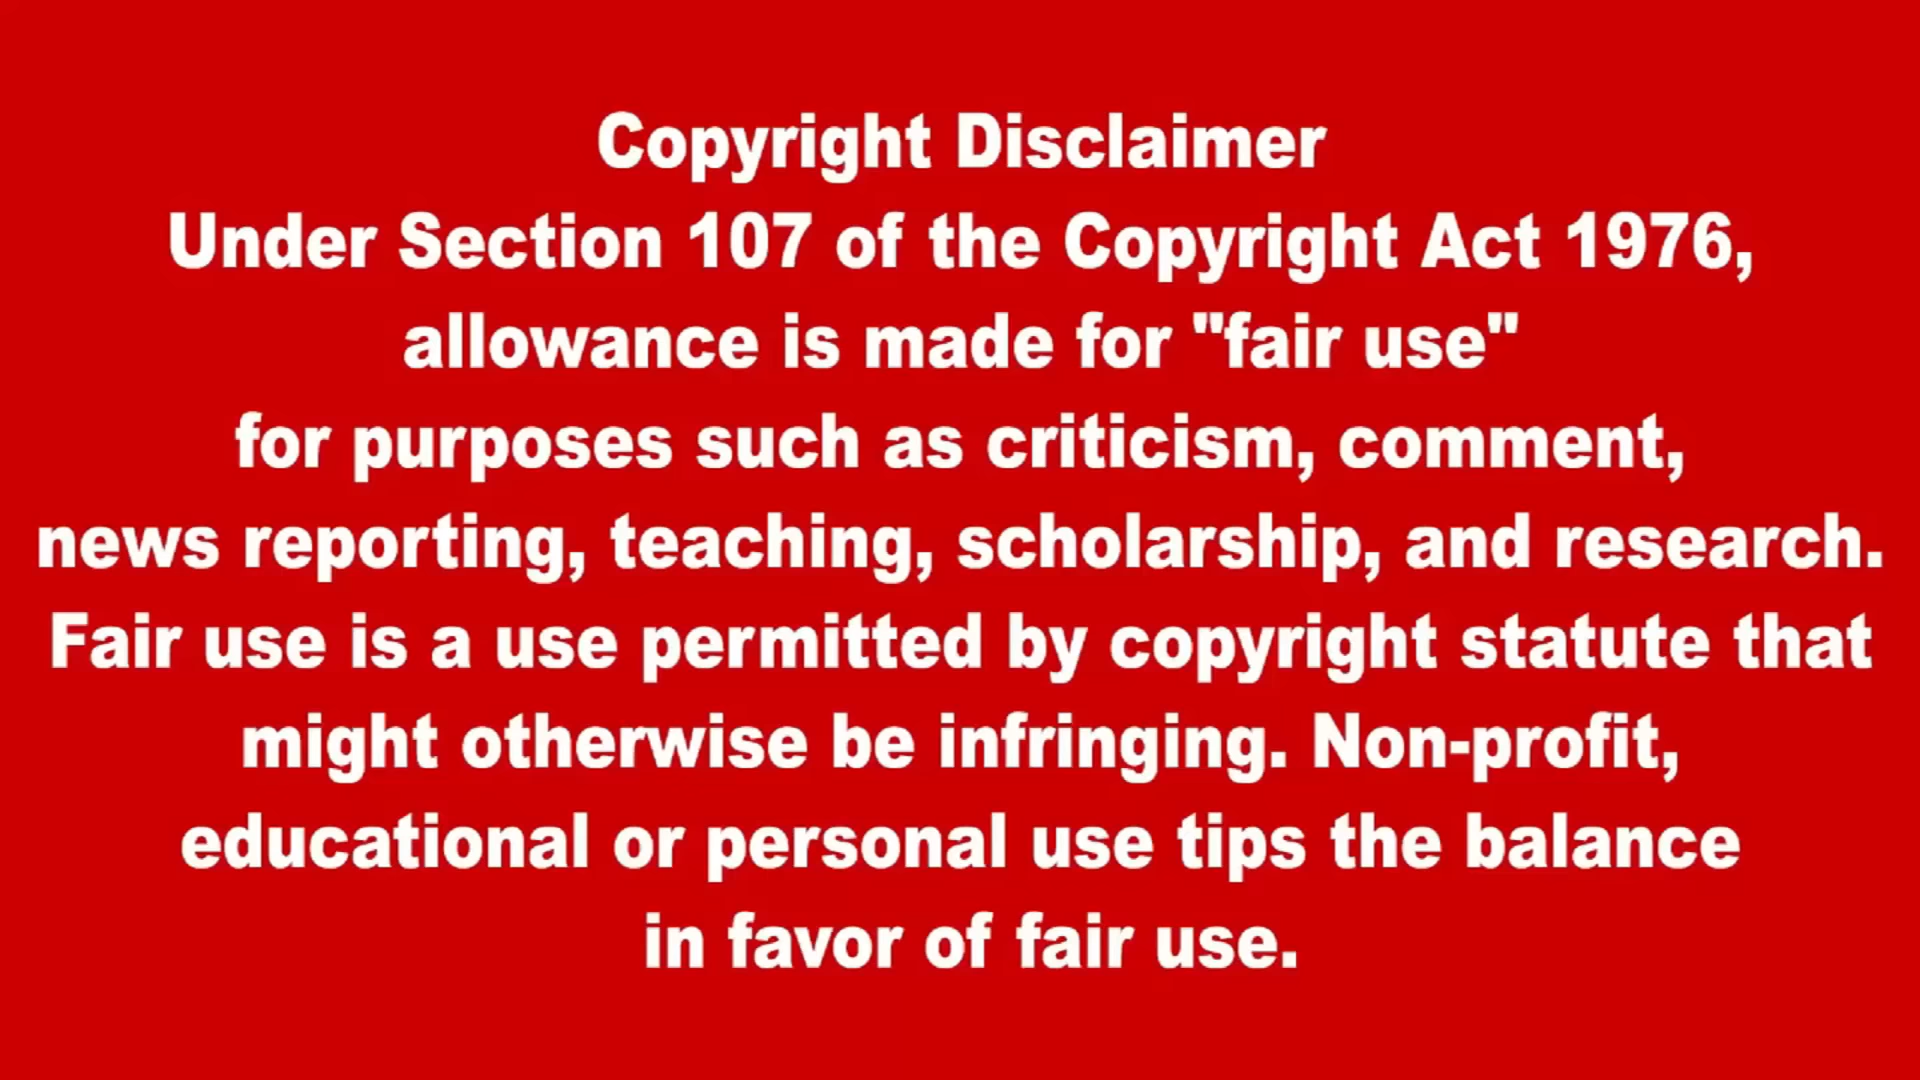 Copyright Disclaimer
Under Section 107 of the Copyright Act 1976,
allowance is made for "fair use"
for purposes such as criticism, comment,
news reporting, teaching, scholarship, and research.
Fair use is a use permitted by copyright statute that
might otherwise be infringing. Non-profit,
educational or personal use tips the balance
in favor of fair use.